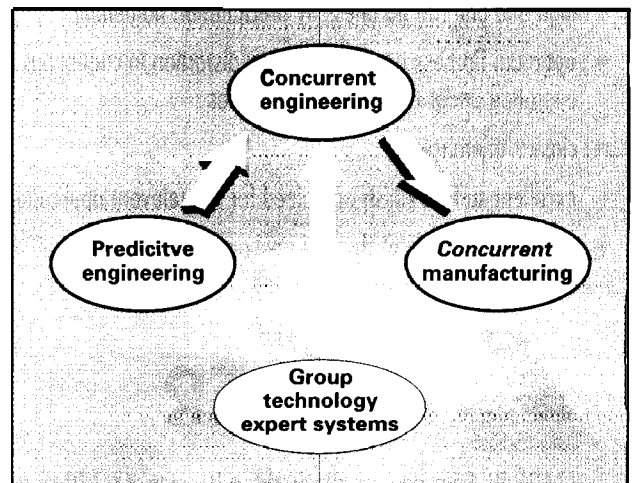 Concurrent
engineering
Predicitve
engineering
Concurrent
manufacturing
Group
technology
expert systems